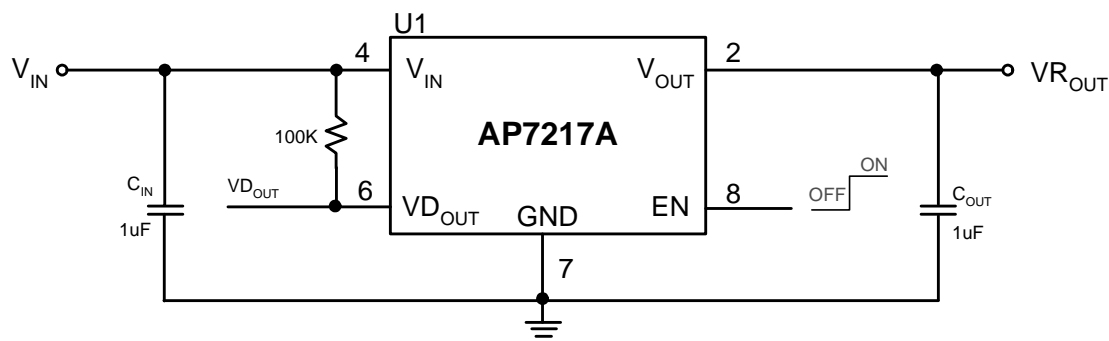 U1
V_IN
4
V_IN
V_OUT
2
VR_OUT
100K
AP7217A
C_IN
1uF
VD_OUT
6
VD_OUT
GND
EN
8
OFF
ON
C_OUT
1uF
7